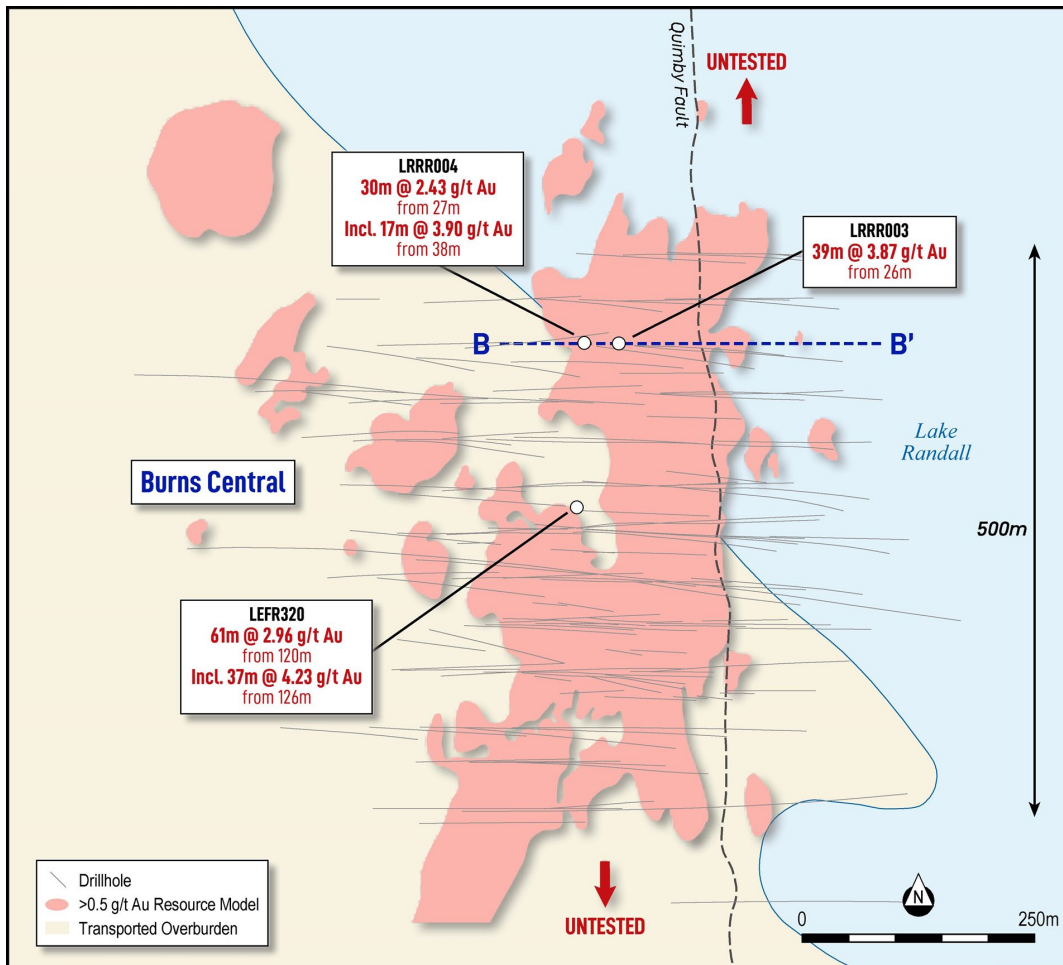 Quimby Fault
UNTESTED
LRRR004
30m @ 2.43 g/t Au
from 27m
Incl. 17m @ 3.90 g/t Au
from 38m
LRRR003
39m @ 3.87 g/t Au
from 26m
B
B'
Lake
Randall
Burns Central
500m
LEFR320
61m @ 2.96 g/t Au
from 120m
Incl. 37m @ 4.23 g/t Au
from 126m
Drillhole
>0.5 g/t Au Resource Model
Transported Overburden
UNTESTED
N
0
250m